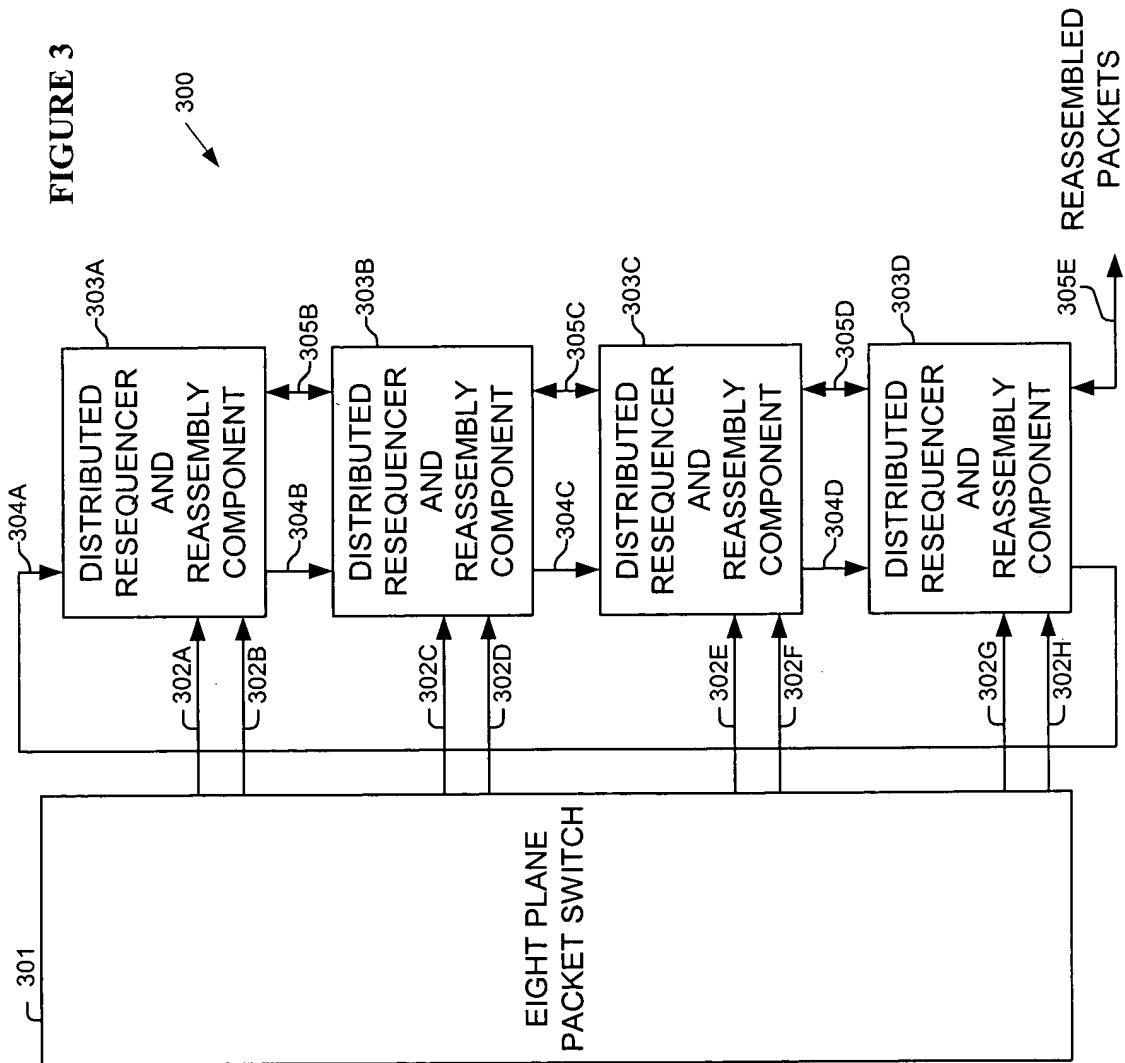 FIGURE 3
300
301
EIGHT PLANE
PACKET SWITCH
302A
302B
302C
302D
302E
302F
302G
302H
304A
303A
DISTRIBUTED
RESEQUENCER
AND
REASSEMBLY
COMPONENT
304B
305B
303B
DISTRIBUTED
RESEQUENCER
AND
REASSEMBLY
COMPONENT
304C
305C
303C
DISTRIBUTED
RESEQUENCER
AND
REASSEMBLY
COMPONENT
304D
305D
303D
DISTRIBUTED
RESEQUENCER
AND
REASSEMBLY
COMPONENT
305E
REASSEMBLED
PACKETS